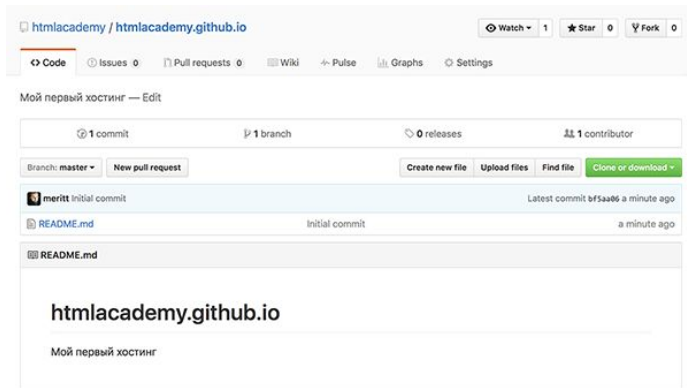 htmlacademy / htmlacademy.github.io
Watch 1 Star 0 Fork 0
Code Issues 0 Pull requests 0 Wiki Pulse Graphs Settings
Мой первый хостинг — Edit
1 commit 1 branch 0 releases 1 contributor
Branch: master New pull request Create new file Upload files Find file Clone or download
meritt Initial commit Latest commit bf5aa06 a minute ago
README.md Initial commit a minute ago
README.md
htmlacademy.github.io
Мой первый хостинг